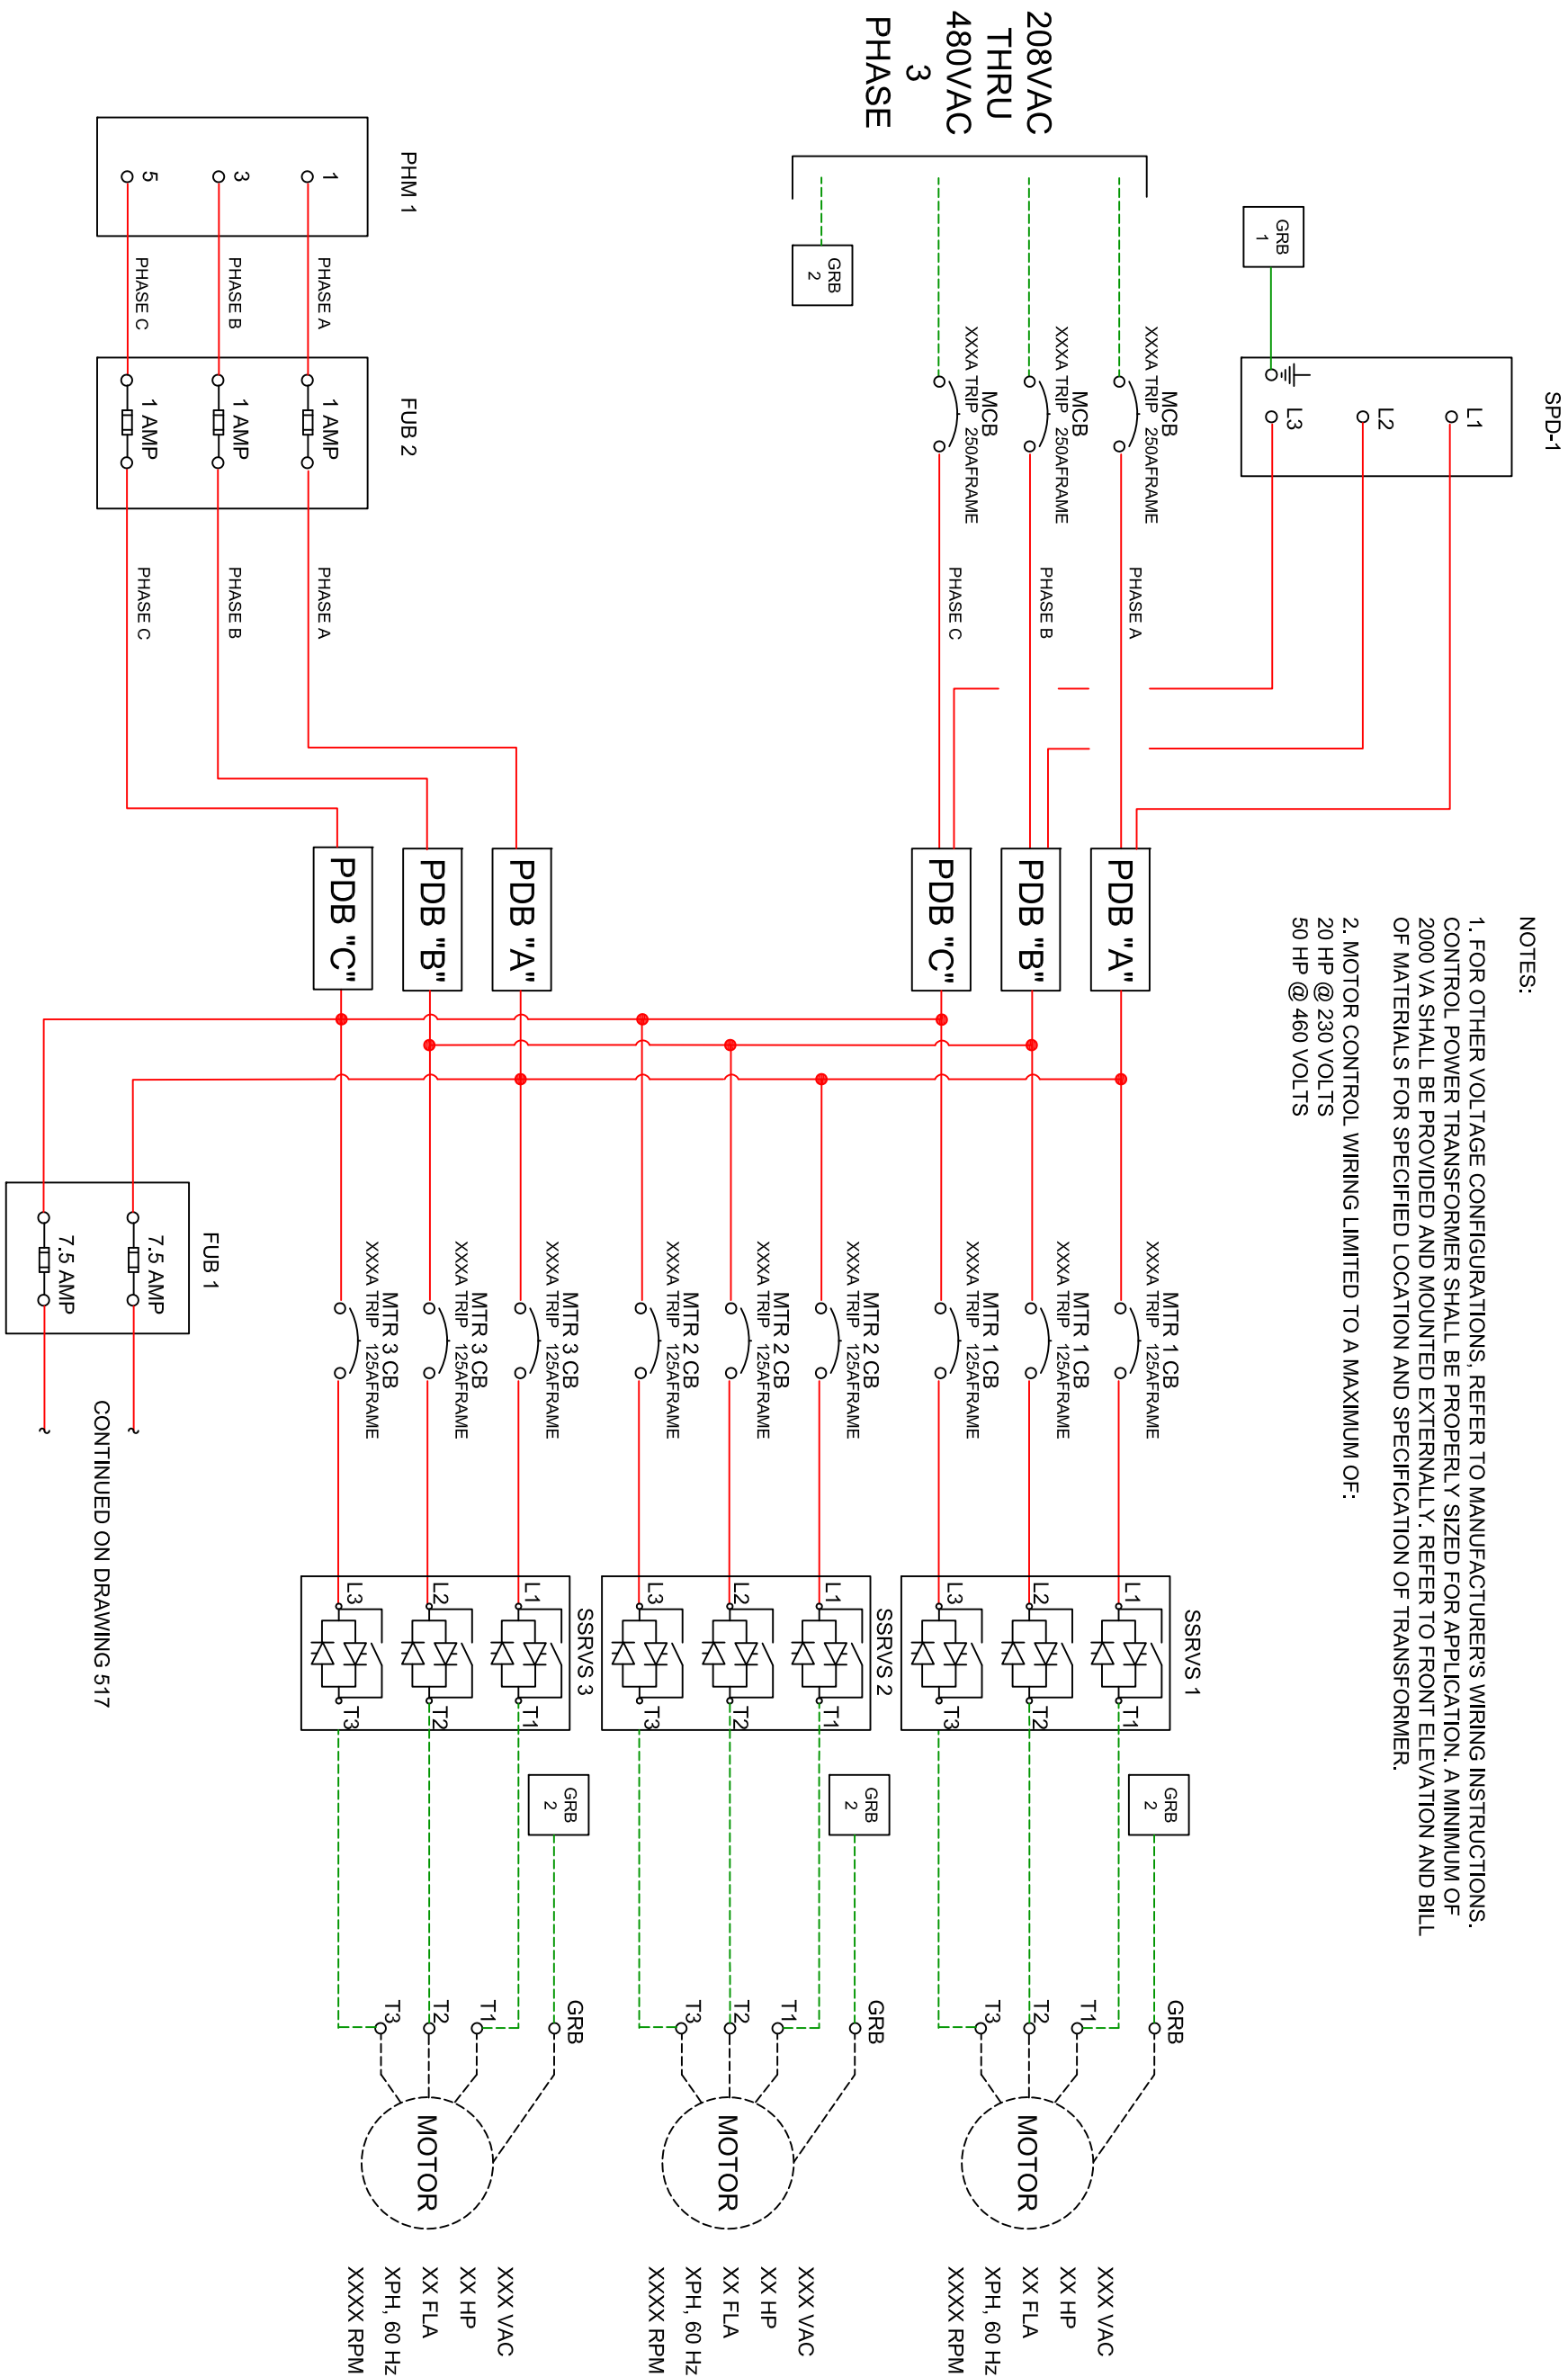 NOTES:
1. FOR OTHER VOLTAGE CONFIGURATIONS, REFER TO MANUFACTURER'S WIRING INSTRUCTIONS.
CONTROL POWER TRANSFORMER SHALL BE PROPERLY SIZED FOR APPLICATION. A MINIMUM OF
2000 VA SHALL BE PROVIDED AND MOUNTED EXTERNALLY. REFER TO FRONT ELEVATION AND BILL
OF MATERIALS FOR SPECIFIED LOCATION AND SPECIFICATION OF TRANSFORMER.
2. MOTOR CONTROL WIRING LIMITED TO A MAXIMUM OF:
20 HP @ 230 VOLTS
50 HP @ 460 VOLTS
SPD-1
L1
L2
L3
GRB
1
208VAC
THRU
480VAC
3
PHASE
GRB
2
MCB
XXXA TRIP 250AFRAME
PHASE A
MCB
XXXA TRIP 250AFRAME
PHASE B
MCB
XXXA TRIP 250AFRAME
PHASE C
PDB "A"
PDB "B"
PDB "C"
MTR 1 CB
XXXA TRIP 125AFRAME
MTR 1 CB
XXXA TRIP 125AFRAME
MTR 1 CB
XXXA TRIP 125AFRAME
SSRVS 1
L1
T1
L2
T2
L3
T3
GRB
2
GRB
T1
T2
T3
MOTOR
XXX VAC
XX HP
XX FLA
XPH, 60 Hz
XXXX RPM
MTR 2 CB
XXXA TRIP 125AFRAME
MTR 2 CB
XXXA TRIP 125AFRAME
MTR 2 CB
XXXA TRIP 125AFRAME
SSRVS 2
L1
T1
L2
T2
L3
T3
GRB
2
GRB
T1
T2
T3
MOTOR
XXX VAC
XX HP
XX FLA
XPH, 60 Hz
XXXX RPM
PDB "A"
PDB "B"
PDB "C"
MTR 3 CB
XXXA TRIP 125AFRAME
MTR 3 CB
XXXA TRIP 125AFRAME
MTR 3 CB
XXXA TRIP 125AFRAME
SSRVS 3
L1
T1
L2
T2
L3
T3
GRB
2
GRB
T1
T2
T3
MOTOR
XXX VAC
XX HP
XX FLA
XPH, 60 Hz
XXXX RPM
PHM 1
1
3
5
PHASE A
PHASE B
PHASE C
FUB 2
1 AMP
1 AMP
1 AMP
PHASE A
PHASE B
PHASE C
FUB 1
7.5 AMP
7.5 AMP
CONTINUED ON DRAWING 517